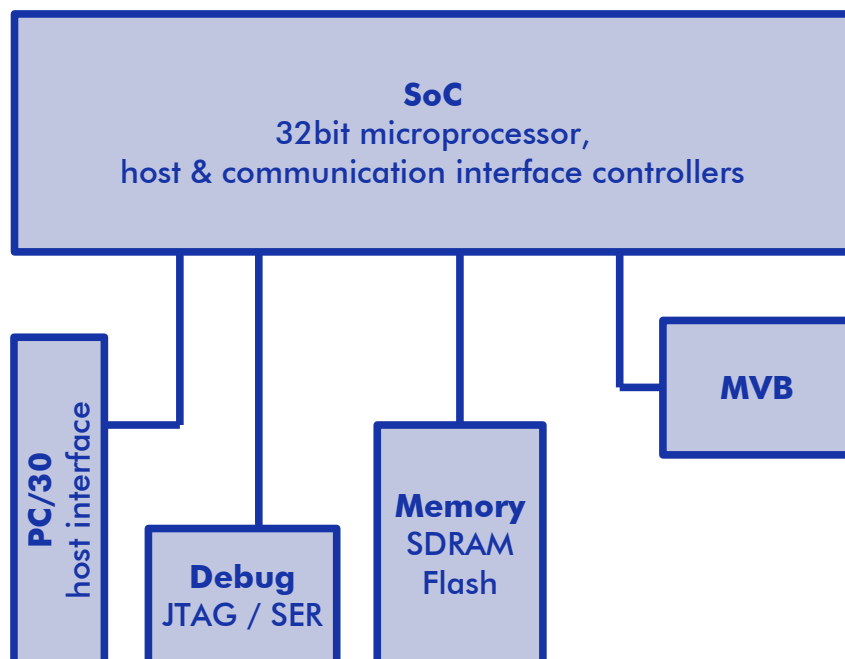 SoC
32bit microprocessor,
host & communication interface controllers
PC/30
host interface
Debug
JTAG / SER
Memory
SDRAM
Flash
MVB